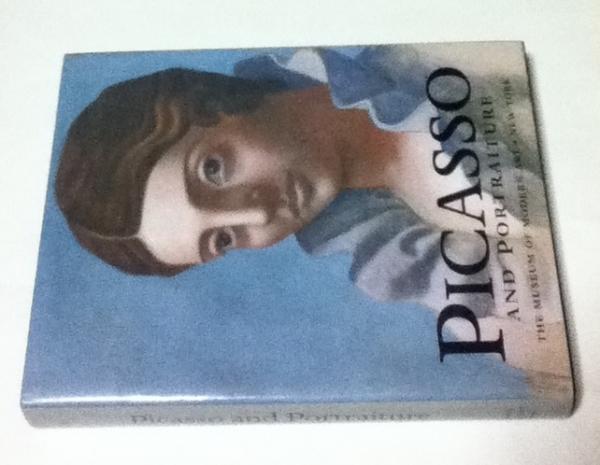 PICASSO
AND PORTRAITURE
THE MUSEUM OF MODERN ART • NEW YORK
Picasso and Portraiture